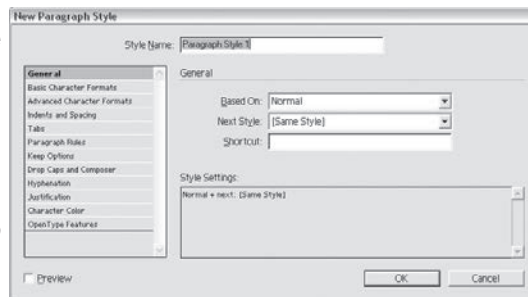 New Paragraph Style
Style Name: Paragraph Style 1
General
Basic Character Formats
Advanced Character Formats
Indents and Spacing
Tabs
Paragraph Rules
Keep Options
Drop Caps and Composer
Hyphenation
Justification
Character Color
OpenType Features
General
Based On: Normal
Next Style: [Same Style]
Shortcut:
Style Settings:
Normal + next: [Same Style]
Preview
OK Cancel